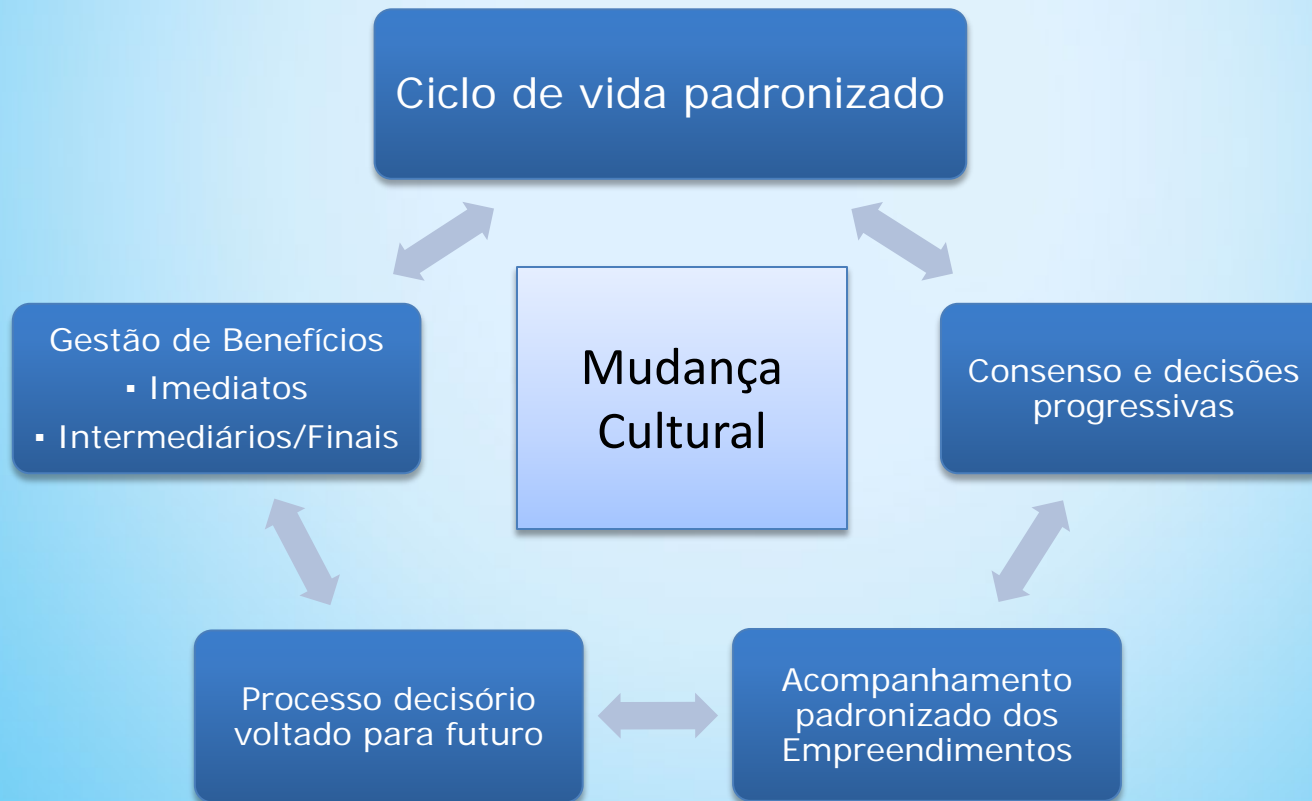 Ciclo de vida padronizado
Gestão de Benefícios
▪ Imediatos
▪ Intermediários/Finais
Mudança
Cultural
Consenso e decisões
progressivas
Processo decisório
voltado para futuro
Acompanhamento
padronizado dos
Empreendimentos